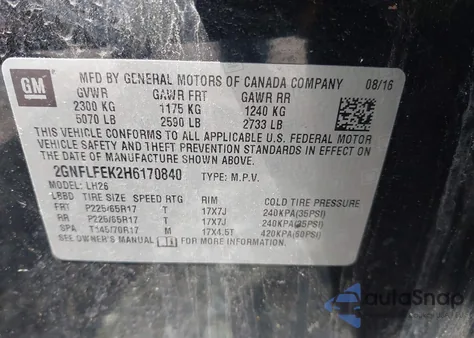 GM
MFD BY GENERAL MOTORS OF CANADA COMPANY 08/16
GVWR GAWR FRT GAWR RR
2300 KG 1175 KG 1240 KG
5070 LB 2590 LB 2733 LB
THIS VEHICLE CONFORMS TO ALL APPLICABLE U.S. FEDERAL MOTOR
VEHICLE SAFETY AND THEFT PREVENTION STANDARDS IN EFFECT
ON THE DATE OF MANUFACTURE SHOWN ABOVE.
2GNFLFEK2H6170840 TYPE: M.P.V.
MODEL: LH26
LBBD TIRE SIZE SPEED RTG RIM COLD TIRE PRESSURE
FRT P225/65R17 T 17X7J 240KPA(35PSI)
RR P225/65R17 T 17X7J 240KPA(35PSI)
SPA T145/70R17 M 17X4.5T 420KPA(60PSI)
SEE OWNER'S MANUAL FOR MORE INFORMATION.
autaSnap